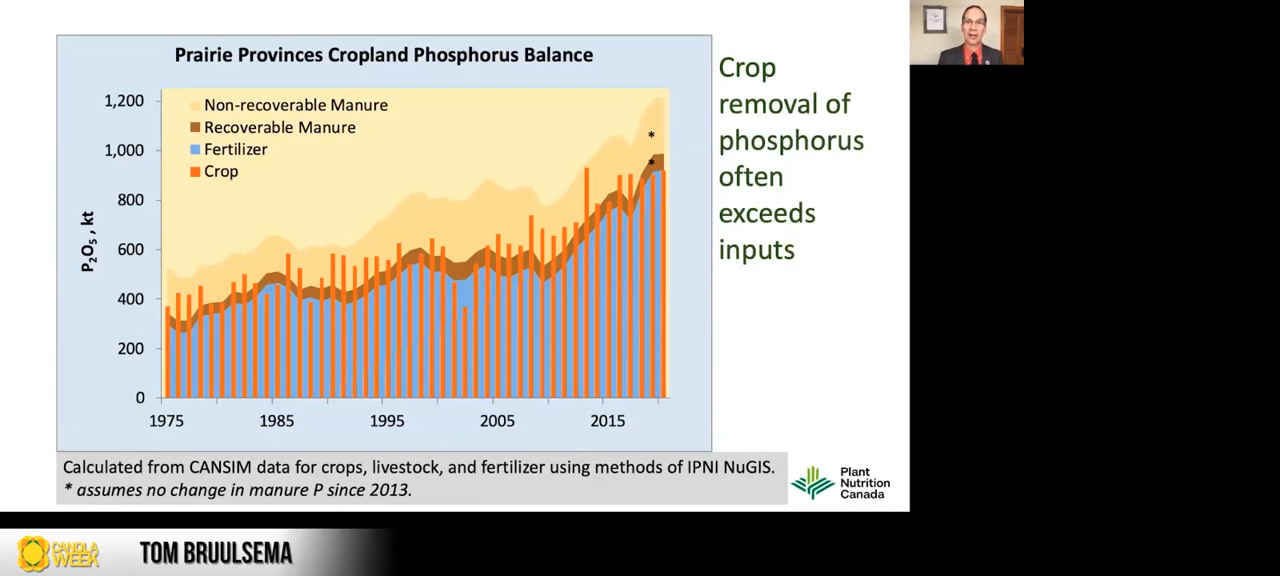 Prairie Provinces Cropland Phosphorus Balance
1,200
1,000
800
600
400
200
0
P₂O₅, kt
Non-recoverable Manure
Recoverable Manure
Fertilizer
Crop
*
*
1975
1985
1995
2005
2015
Crop
removal of
phosphorus
often
exceeds
inputs
Calculated from CANSIM data for crops, livestock, and fertilizer using methods of IPNI NuGIS.
* assumes no change in manure P since 2013.
Plant
Nutrition
Canada
CANOLA
WEEK
TOM BRUULSEMA